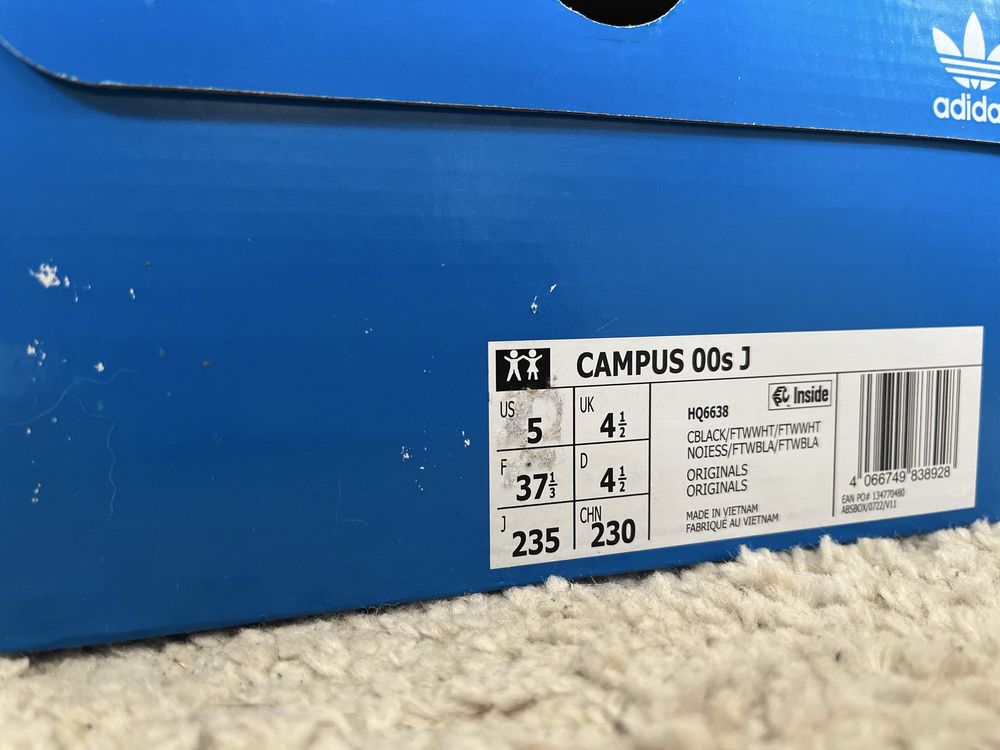 adidas
CAMPUS 00s J
US 5
UK 4½
F 37⅓
D 4½
J 235
CHN 230
Inside
HQ6638
CBLACK/FTWWHT/FTWWHT
NOIESS/FTWBLA/FTWBLA
ORIGINALS
ORIGINALS
MADE IN VIETNAM
FABRIQUÉ AU VIETNAM
4 066749 838928
EAN PO# 134770480
ABSBOX/0722/V11